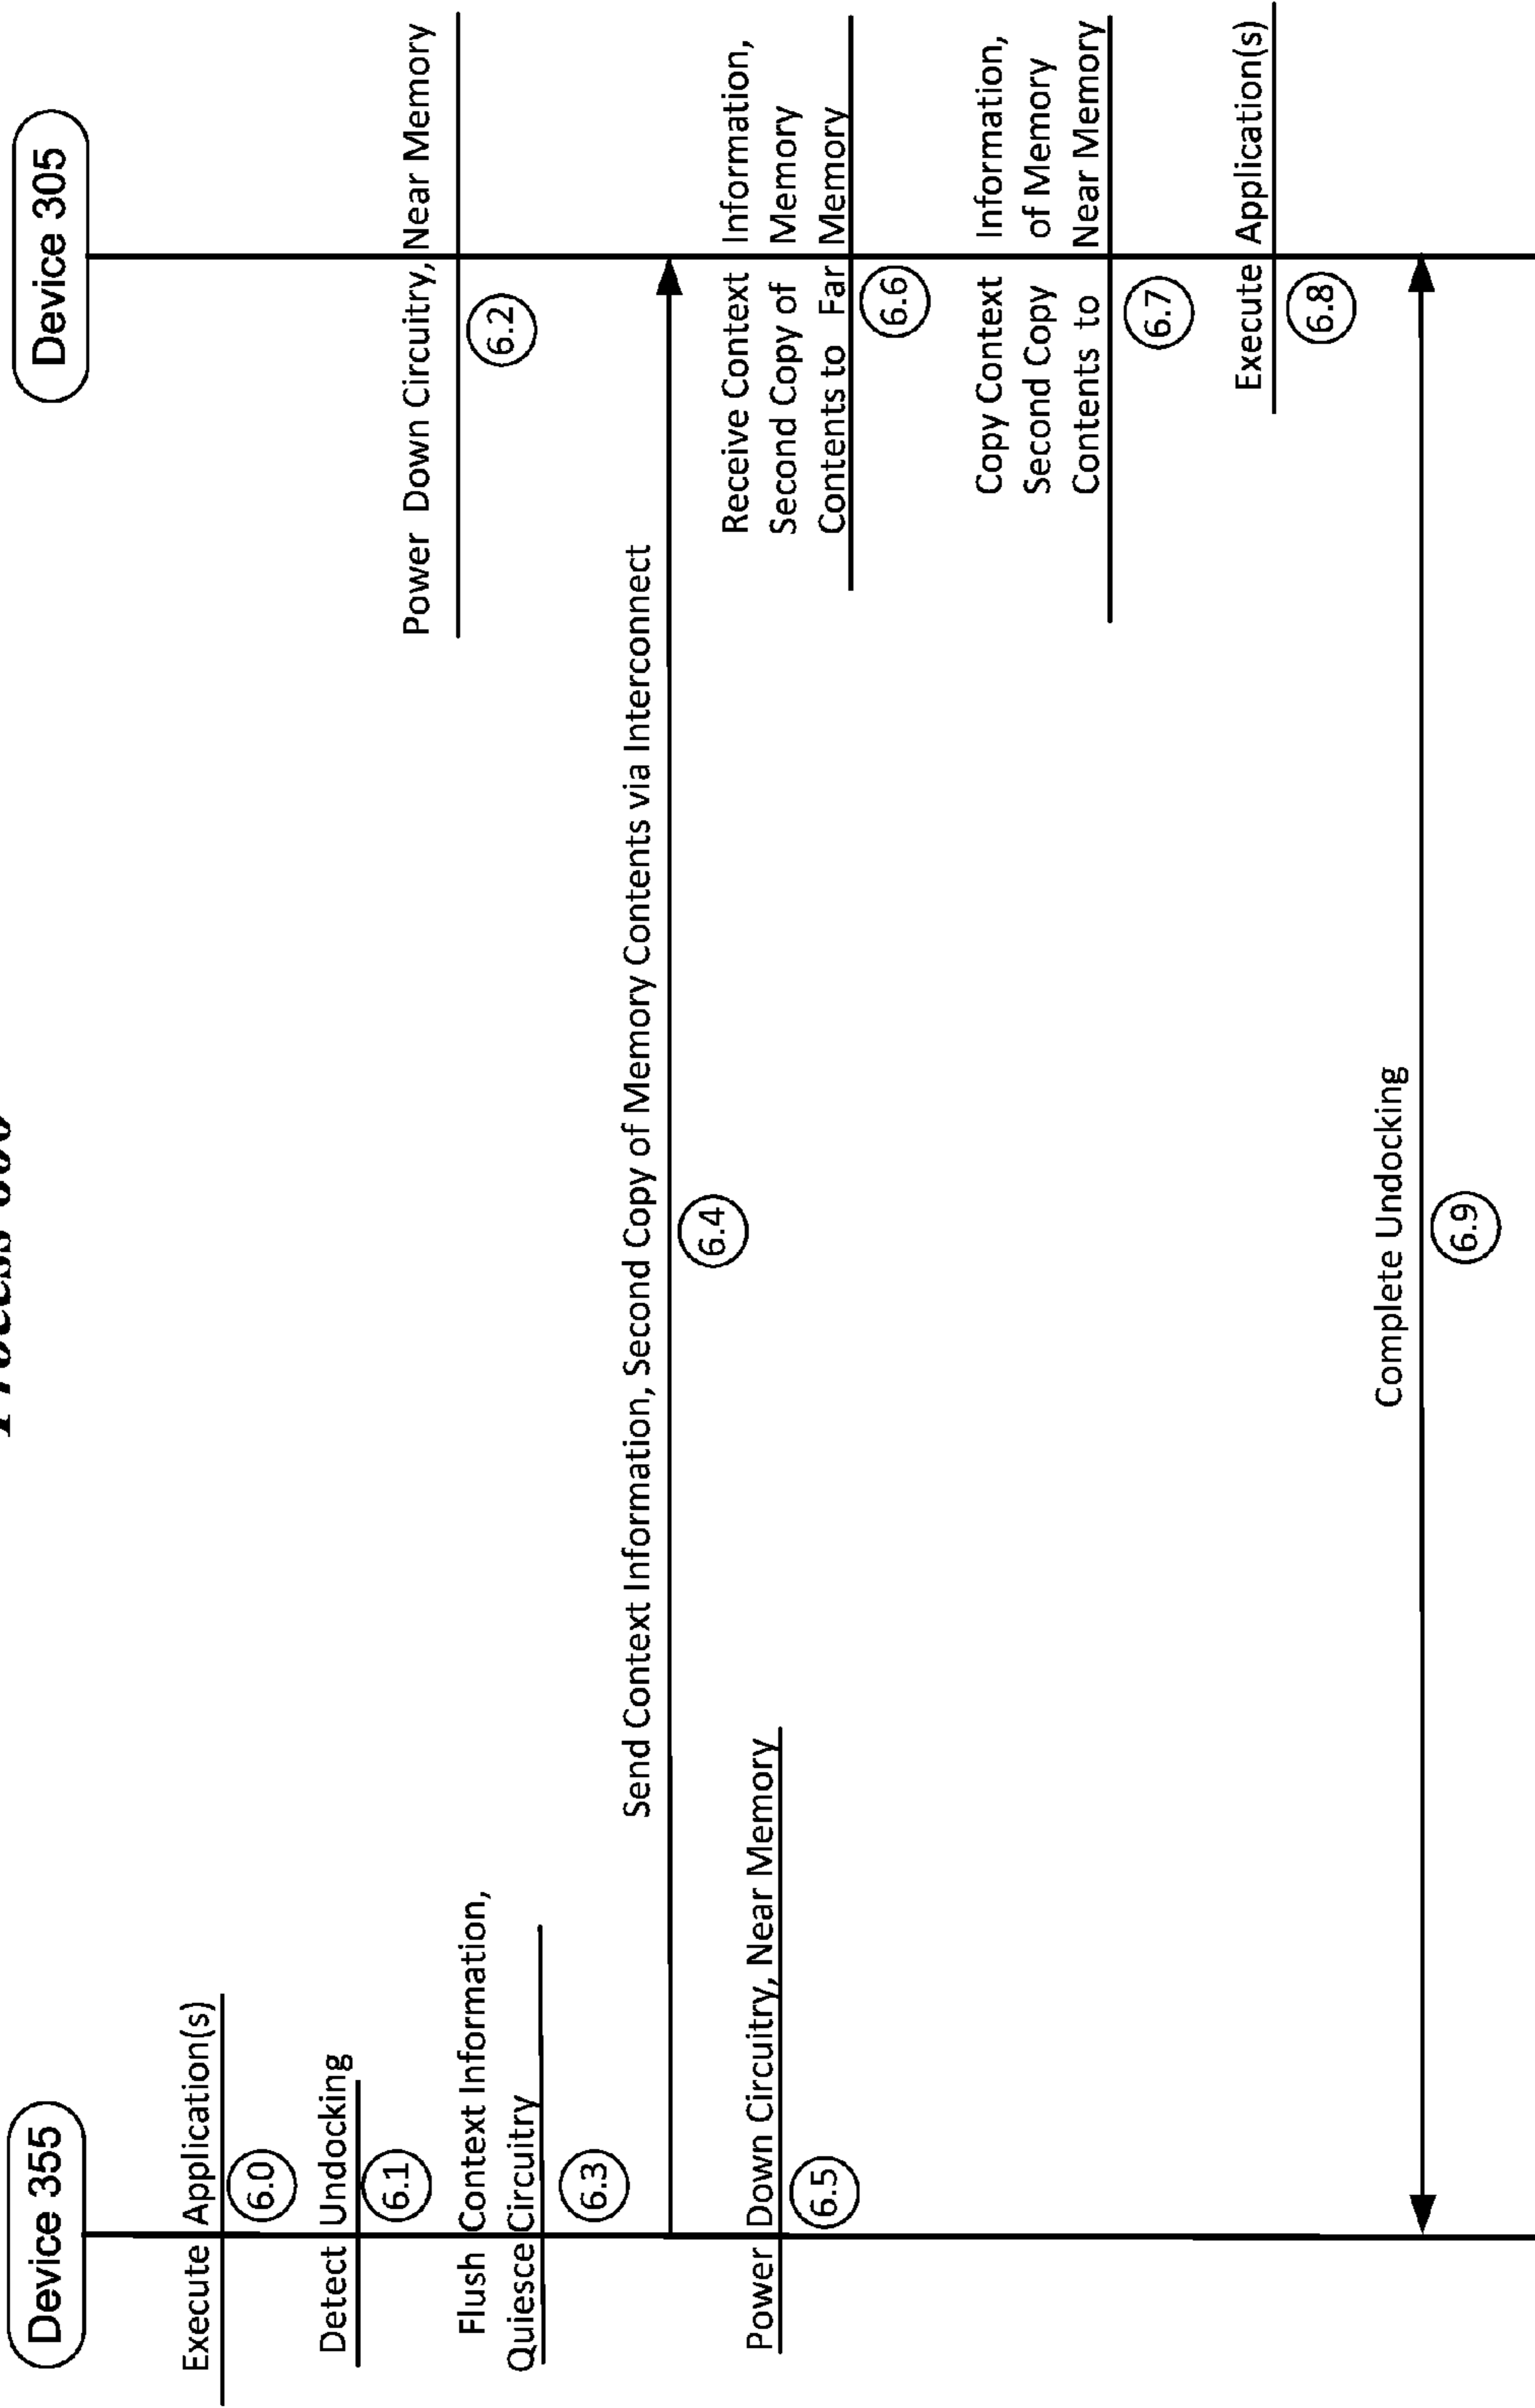 Device 355
Device 305
Execute Application(s)
6.0
Detect Undocking
6.1
Power Down Circuitry, Near Memory
6.2
Flush Context Information,
Quiesce Circuitry
6.3
Send Context Information, Second Copy of Memory Contents via Interconnect
6.4
Power Down Circuitry, Near Memory
6.5
Receive Context Information,
Second Copy of Memory
Contents to Far Memory
6.6
Copy Context Information,
Second Copy of Memory
Contents to Near Memory
6.7
Execute Application(s)
6.8
Complete Undocking
6.9